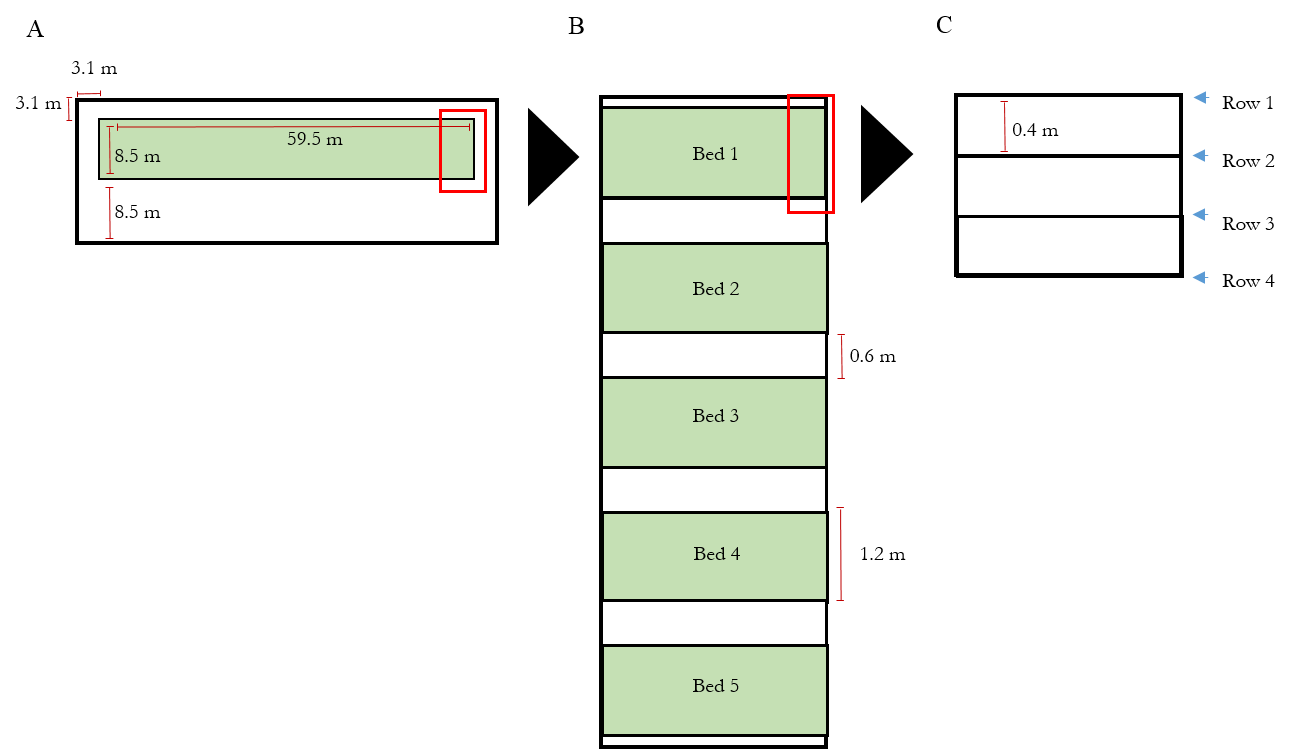 A
3.1 m
3.1 m
59.5 m
8.5 m
8.5 m
B
Bed 1
Bed 2
0.6 m
Bed 3
Bed 4
1.2 m
Bed 5
C
Row 1
0.4 m
Row 2
Row 3
Row 4